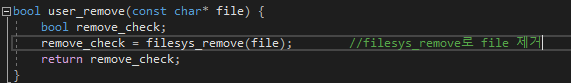 bool user_remove(const char* file) {
bool remove_check;
remove_check = filesys_remove(file); //filesys_remove로 file 제거
return remove_check;
}